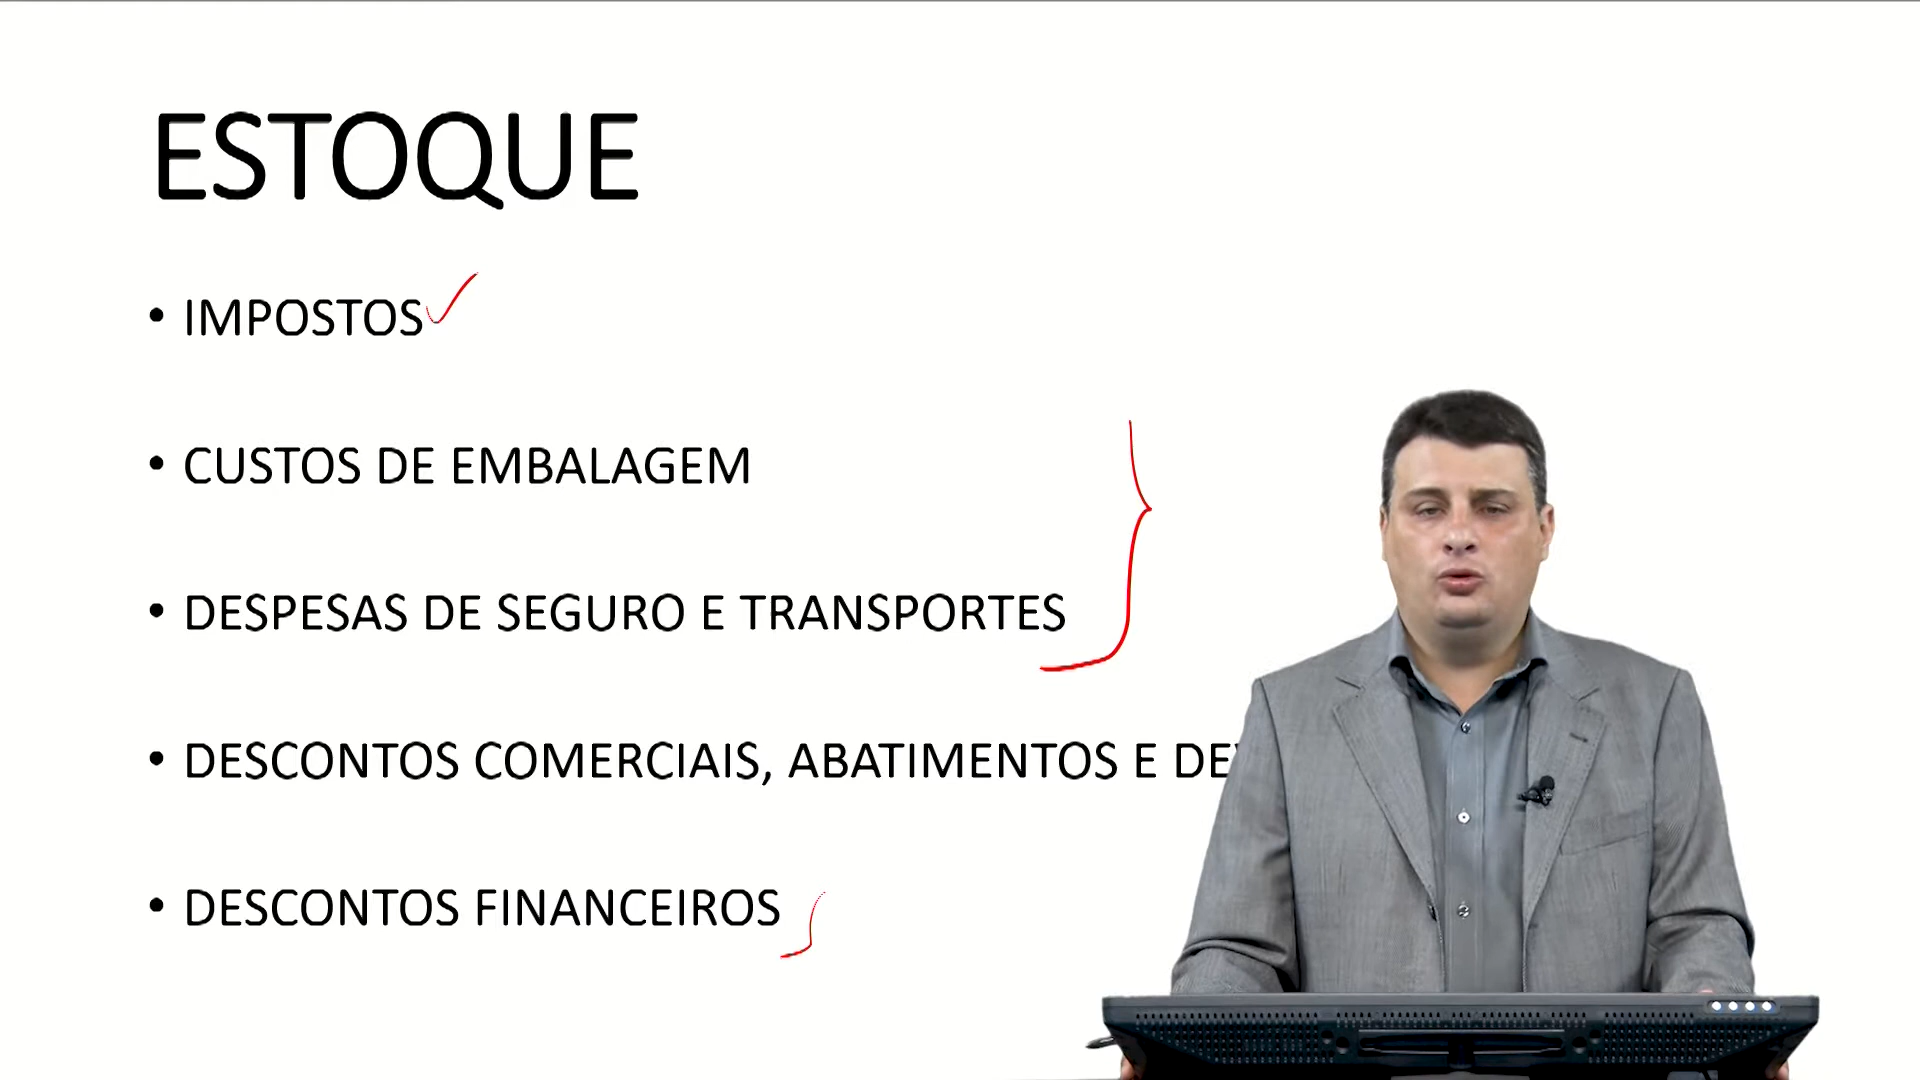 ESTOQUE
• IMPOSTOS
• CUSTOS DE EMBALAGEM
• DESPESAS DE SEGURO E TRANSPORTES
• DESCONTOS COMERCIAIS, ABATIMENTOS E
• DESCONTOS FINANCEIROS